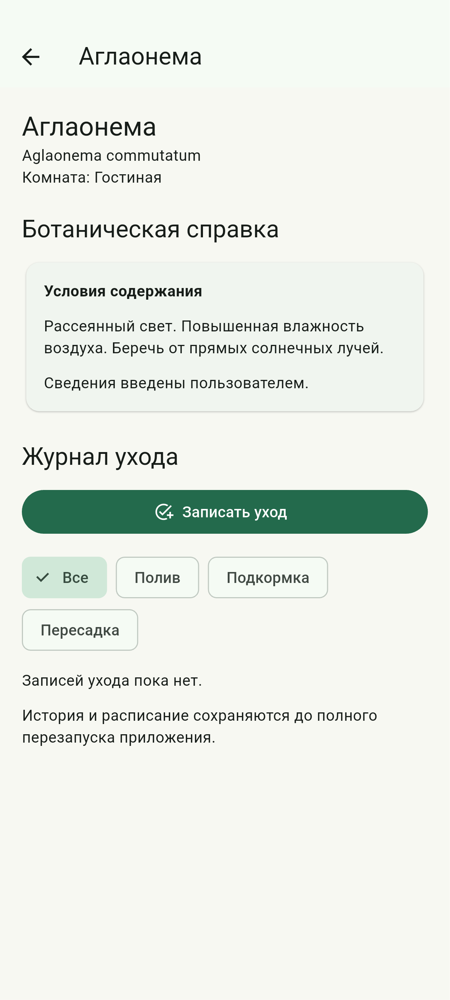 Аглаонема
Аглаонема
Aglaonema commutatum
Комната: Гостиная
Ботаническая справка
Условия содержания
Рассеянный свет. Повышенная влажность
воздуха. Беречь от прямых солнечных лучей.
Сведения введены пользователем.
Журнал ухода
Записать уход
Все
Полив
Подкормка
Пересадка
Записей ухода пока нет.
История и расписание сохраняются до полного
перезапуска приложения.